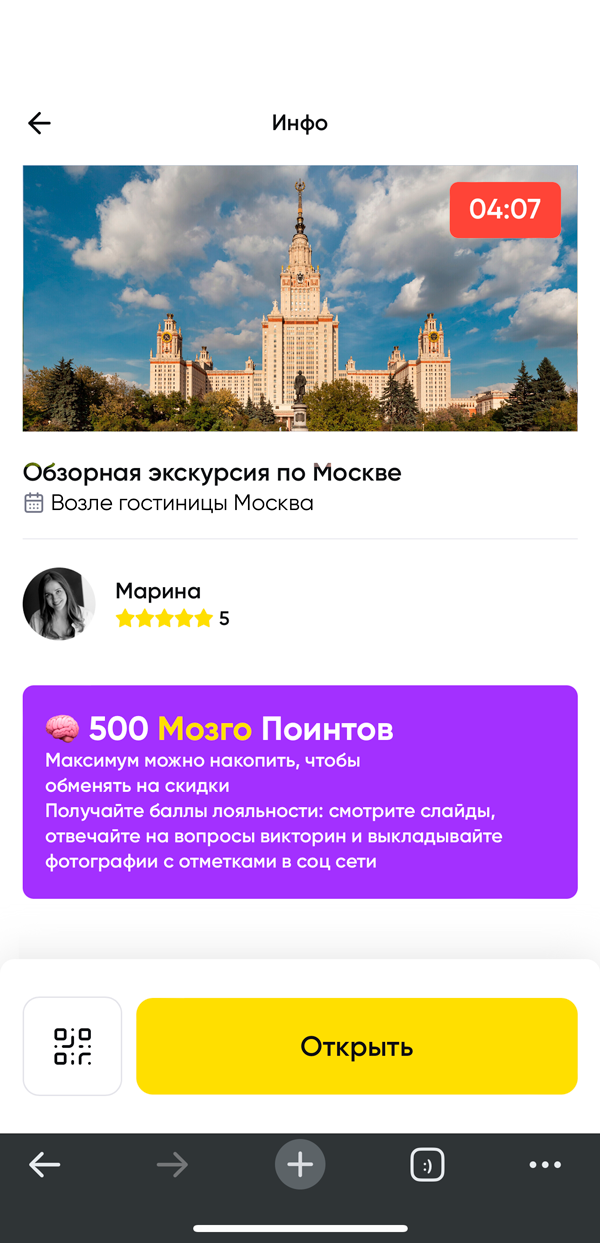 Инфо
04:07
Обзорная экскурсия по Москве
Возле гостиницы Москва
Марина
5
500 Мозго Поинтов
Максимум можно накопить, чтобы
обменять на скидки
Получайте баллы лояльности: смотрите слайды,
отвечайте на вопросы викторин и выкладывайте
фотографии с отметками в соц сети
Открыть
:)